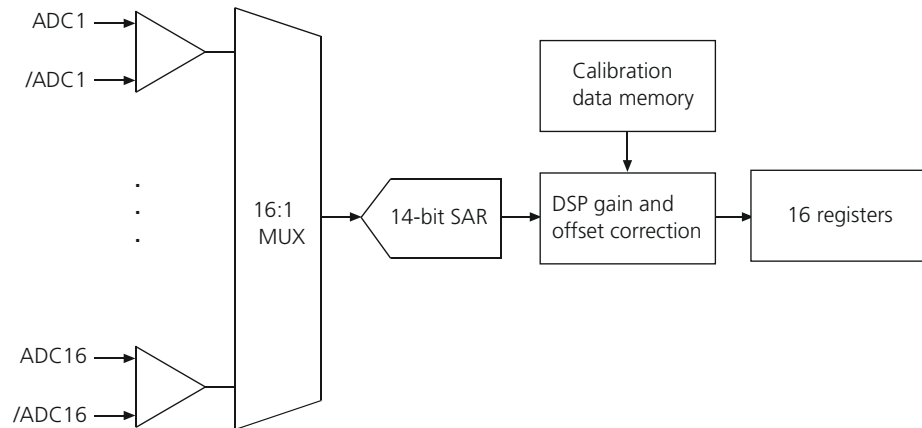 ADC1
/ADC1
.
.
.
ADC16
/ADC16
16:1
MUX
14-bit SAR
Calibration
data memory
DSP gain and
offset correction
16 registers